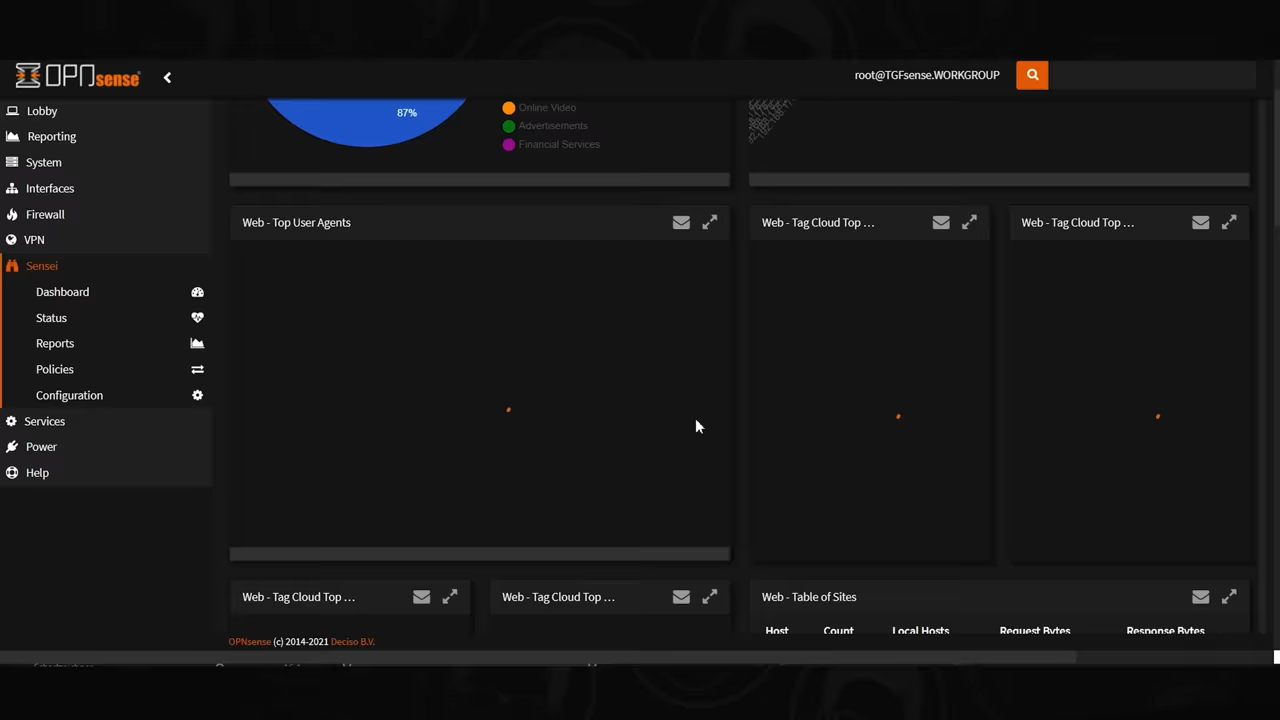 OPNsense
root@TGFsense.WORKGROUP
Lobby
Reporting
System
Interfaces
Firewall
VPN
Sensei
Dashboard
Status
Reports
Policies
Configuration
Services
Power
Help
87%
Online Video
Advertisements
Financial Services
Web - Top User Agents
Web - Tag Cloud Top ...
Web - Tag Cloud Top ...
Web - Tag Cloud Top ...
Web - Tag Cloud Top ...
Web - Table of Sites
Host Count Local Hosts Request Bytes Response Bytes
OPNsense (c) 2014-2021 Deciso B.V.